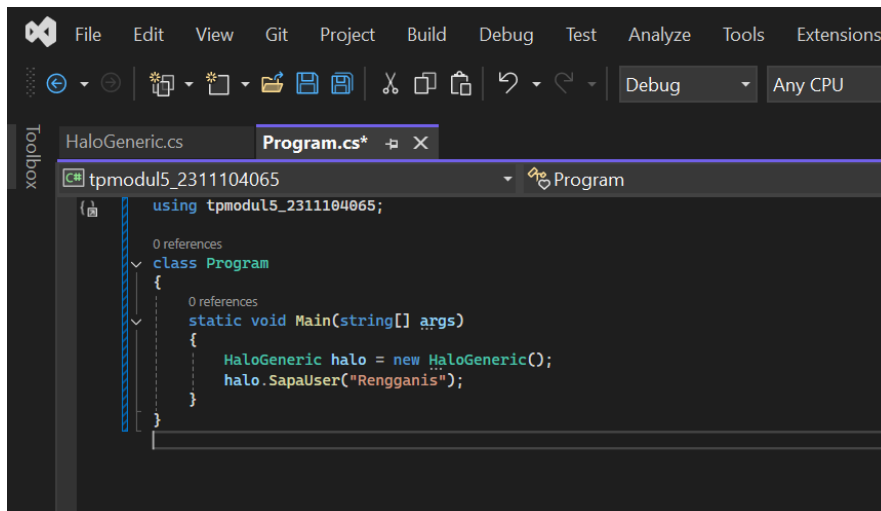 File Edit View Git Project Build Debug Test Analyze Tools Extensions
Debug Any CPU
Toolbox
HaloGeneric.cs Program.cs*
C# tpmodul5_2311104065 Program
using tpmodul5_2311104065;
0 references
class Program
{
0 references
static void Main(string[] args)
{
HaloGeneric halo = new HaloGeneric();
halo.SapaUser("Rengganis");
}
}